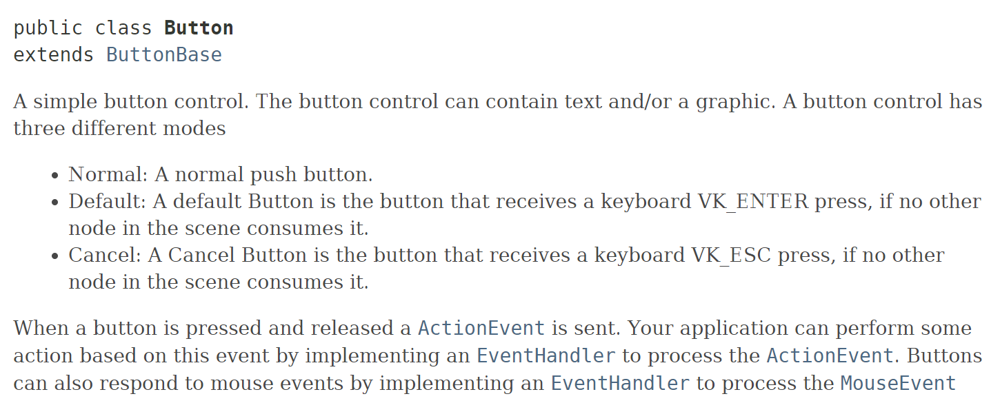 public class Button
extends ButtonBase
A simple button control. The button control can contain text and/or a graphic. A button control has
three different modes
• Normal: A normal push button.
• Default: A default Button is the button that receives a keyboard VK_ENTER press, if no other
node in the scene consumes it.
• Cancel: A Cancel Button is the button that receives a keyboard VK_ESC press, if no other
node in the scene consumes it.
When a button is pressed and released a ActionEvent is sent. Your application can perform some
action based on this event by implementing an EventHandler to process the ActionEvent. Buttons
can also respond to mouse events by implementing an EventHandler to process the MouseEvent